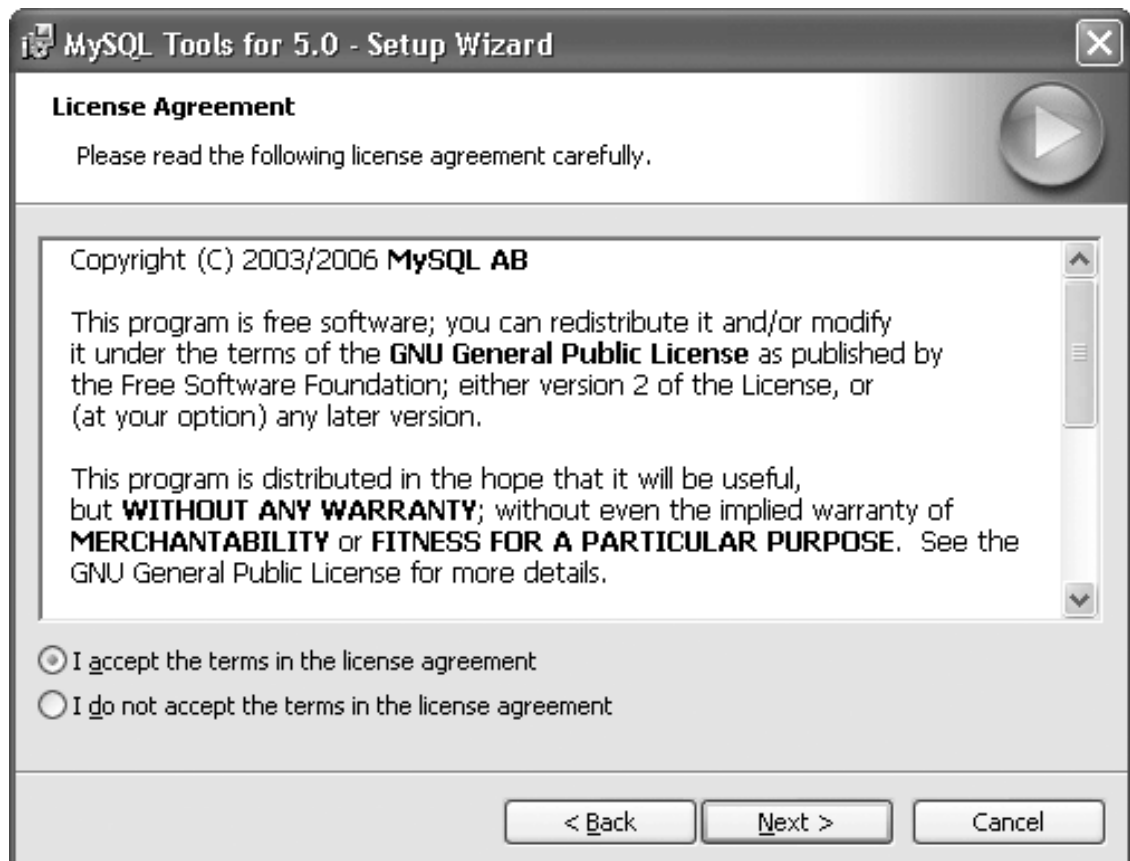 MySQL Tools for 5.0 - Setup Wizard
License Agreement
Please read the following license agreement carefully.
Copyright (C) 2003/2006 MySQL AB
This program is free software; you can redistribute it and/or modify
it under the terms of the GNU General Public License as published by
the Free Software Foundation; either version 2 of the License, or
(at your option) any later version.
This program is distributed in the hope that it will be useful,
but WITHOUT ANY WARRANTY; without even the implied warranty of
MERCHANTABILITY or FITNESS FOR A PARTICULAR PURPOSE.  See the
GNU General Public License for more details.
I accept the terms in the license agreement
I do not accept the terms in the license agreement
< Back Next > Cancel